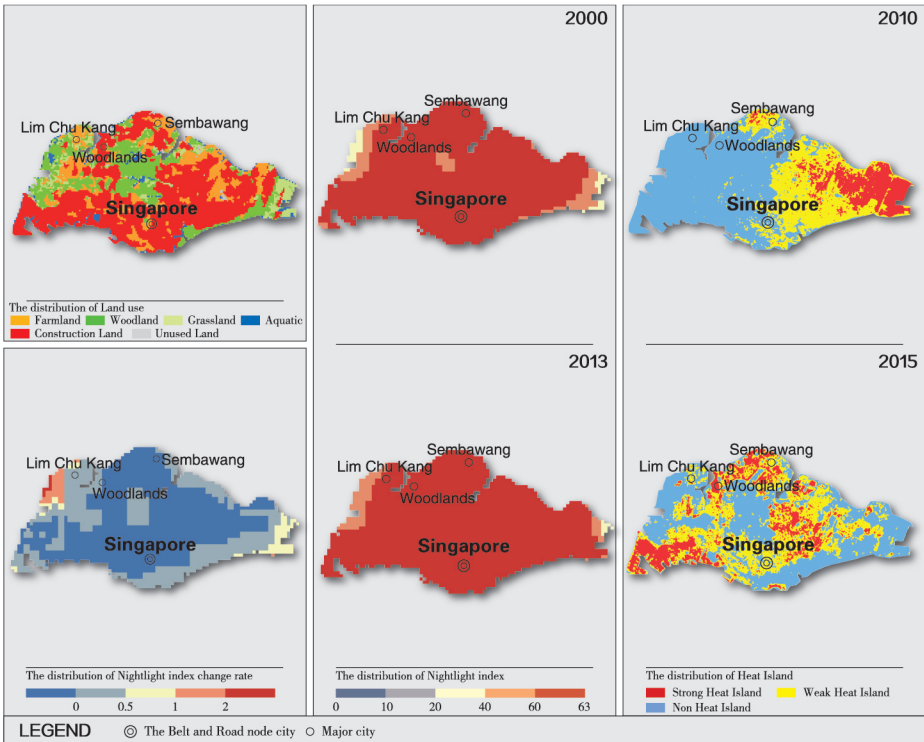 Lim Chu Kang
Sembawang
Woodlands
Singapore
The distribution of Land use
Farmland Woodland Grassland Aquatic
Construction Land Unused Land
2000
Sembawang
Lim Chu Kang
Woodlands
Singapore
2010
Sembawang
Lim Chu Kang
Woodlands
Singapore
Lim Chu Kang
Sembawang
Woodlands
Singapore
The distribution of Nightlight index change rate
0 0.5 1 2
2013
Sembawang
Lim Chu Kang
Woodlands
Singapore
The distribution of Nightlight index
0 10 20 40 60 63
2015
Sembawang
Lim Chu Kang
Woodlands
Singapore
The distribution of Heat Island
Strong Heat Island Weak Heat Island
Non Heat Island
LEGEND The Belt and Road node city Major city